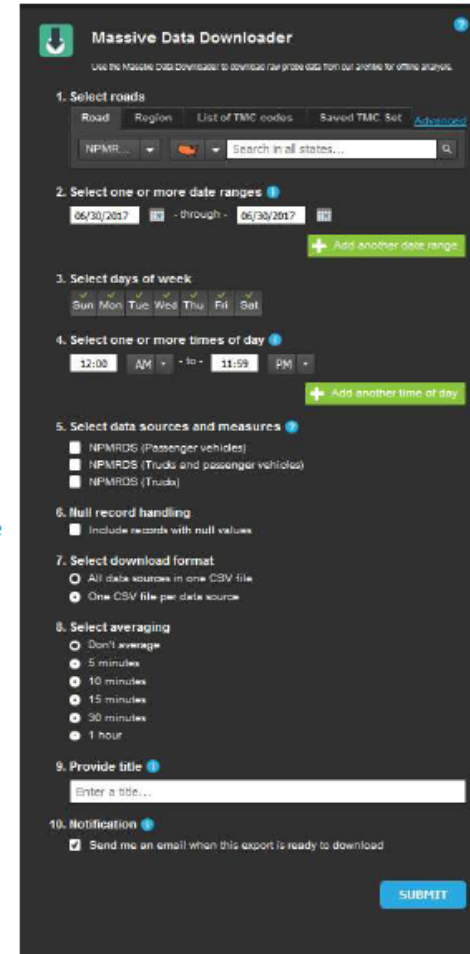 Massive Data Downloader
Use the Massive Data Downloader to download raw probe data from our archive for offline analysis.
1. Select roads
Road Region List of TMC codes Saved TMC Set Advanced
NPMR... Search in all states...
2. Select one or more date ranges
06/30/2017 - through - 06/30/2017
Add another date range
3. Select days of week
Sun Mon Tue Wed Thu Fri Sat
4. Select one or more times of day
12:00 AM - to - 11:59 PM
Add another time of day
5. Select data sources and measures
NPMRDS (Passenger vehicles)
NPMRDS (Trucks and passenger vehicles)
NPMRDS (Trucks)
6. Null record handling
Include records with null values
7. Select download format
All data sources in one CSV file
One CSV file per data source
8. Select averaging
Don't average
5 minutes
10 minutes
15 minutes
30 minutes
1 hour
9. Provide title
Enter a title...
10. Notification
Send me an email when this export is ready to download
SUBMIT